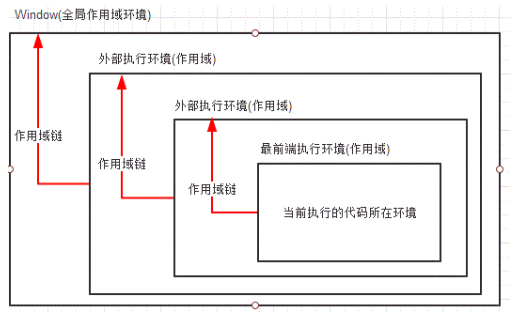 Window(全局作用域环境)
外部执行环境(作用域)
外部执行环境(作用域)
最前端执行环境(作用域)
作用域链
作用域链
作用域链
当前执行的代码所在环境